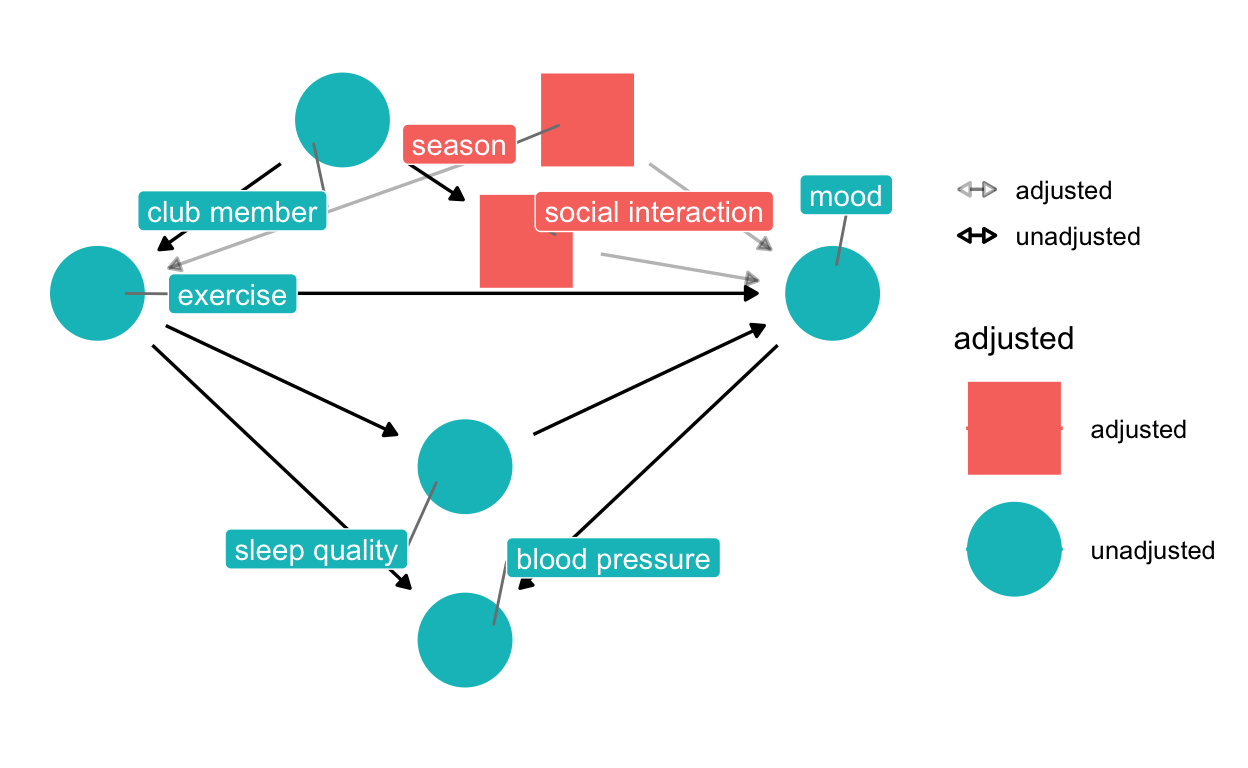 season
club member
social interaction
mood
exercise
sleep quality
blood pressure
adjusted
unadjusted
adjusted
adjusted
unadjusted